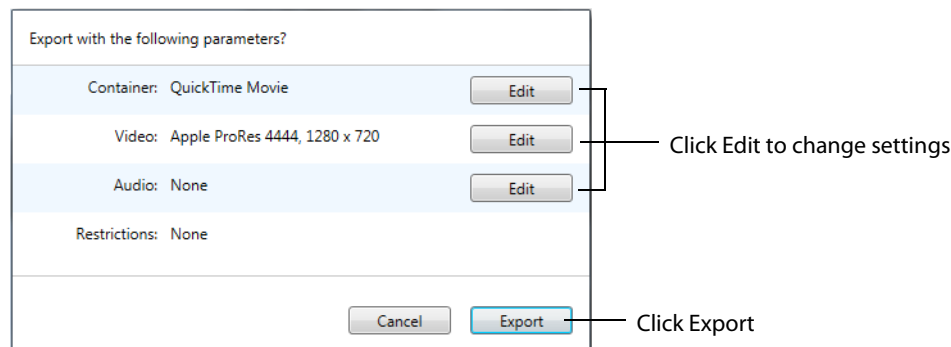 Export with the following parameters?
Container: QuickTime Movie Edit
Video: Apple ProRes 4444, 1280 x 720 Edit
Click Edit to change settings
Audio: None Edit
Restrictions: None
Cancel Export Click Export